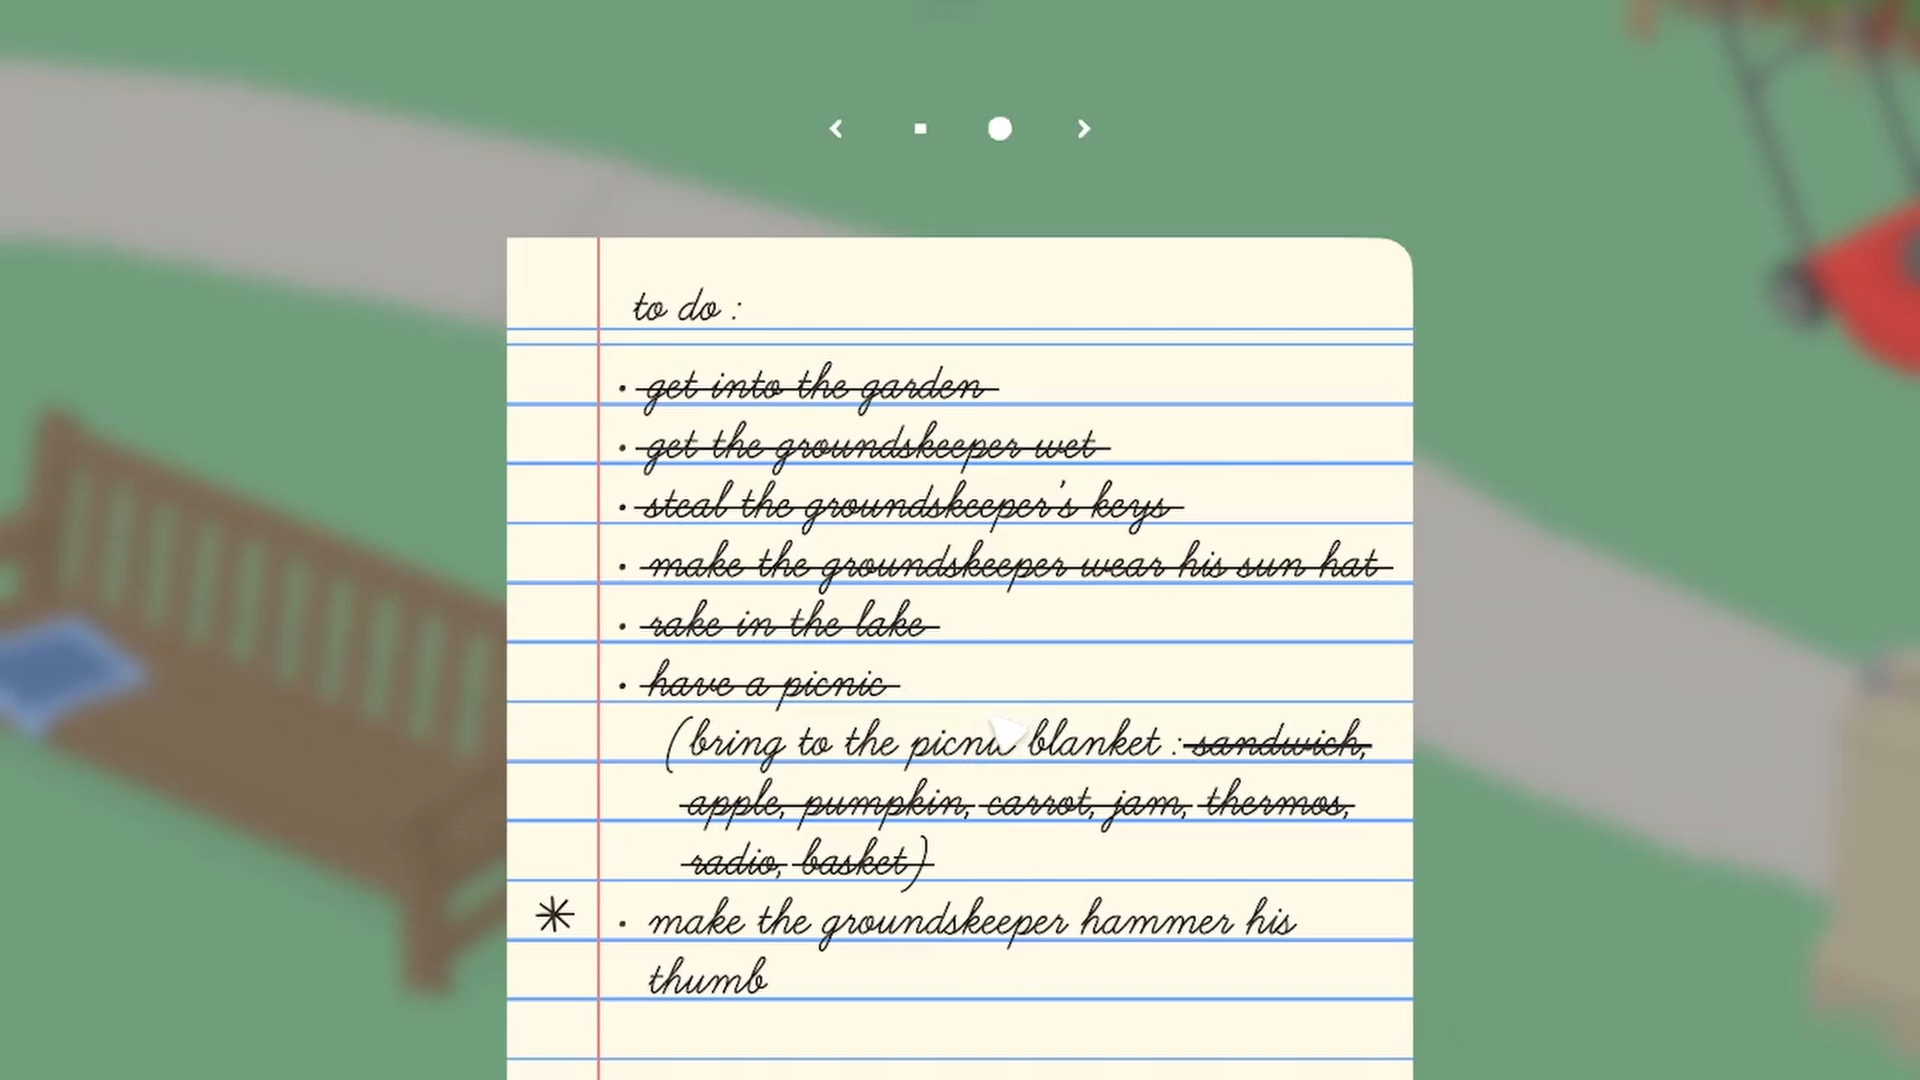 to do :
• get into the garden
• get the groundskeeper wet
• steal the groundskeeper's keys
• make the groundskeeper wear his sun hat
• rake in the lake
• have a picnic
(bring to the picnic blanket : sandwich,
apple, pumpkin, carrot, jam, thermos,
radio, basket)
* • make the groundskeeper hammer his
thumb